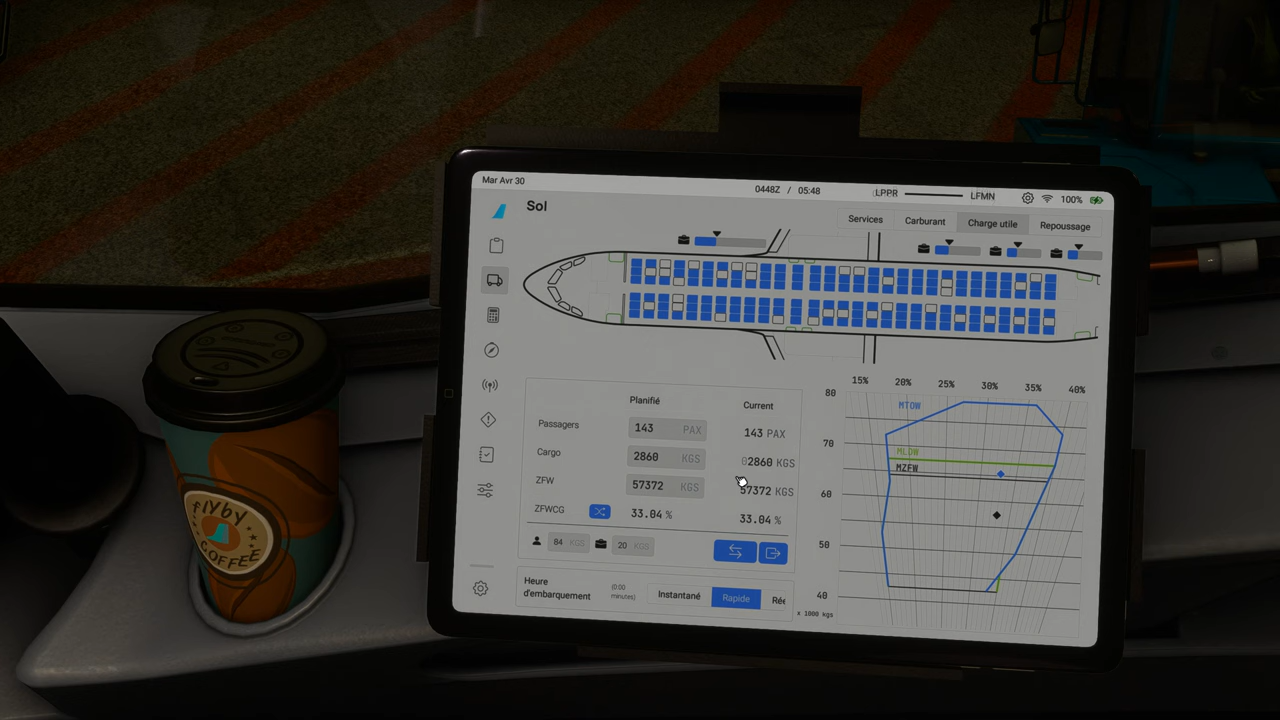 Mar Avr 30
0448Z / 05:48
LPPR LFMN
100%
Sol
Services Carburant Charge utile Repoussage
Planifié Current
Passagers 143 PAX 143 PAX
Cargo 2860 KGS 02860 KGS
ZFW 57372 KGS 57372 KGS
ZFWCG 33.04 % 33.04 %
84 KGS 20 KGS
Heure d'embarquement (0:00 minutes) Instantané Rapide Rée
15% 20% 25% 30% 35% 40%
80
MTOW
70
MLDW
MZFW
60
50
40
x 1000 kgs
FlYby
COFFEE